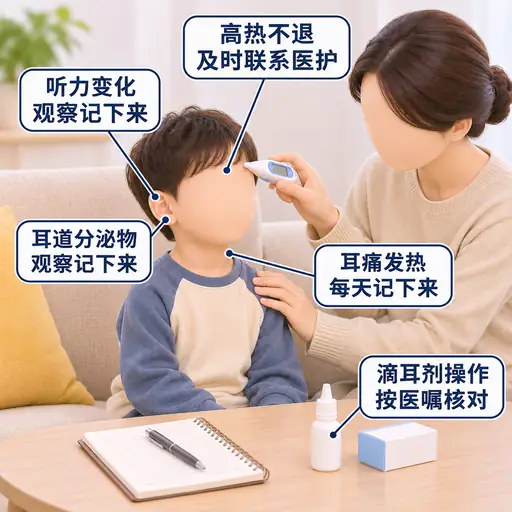 高热不退
及时联系医护
听力变化
观察记下来
耳道分泌物
观察记下来
耳痛发热
每天记下来
滴耳剂操作
按医嘱核对